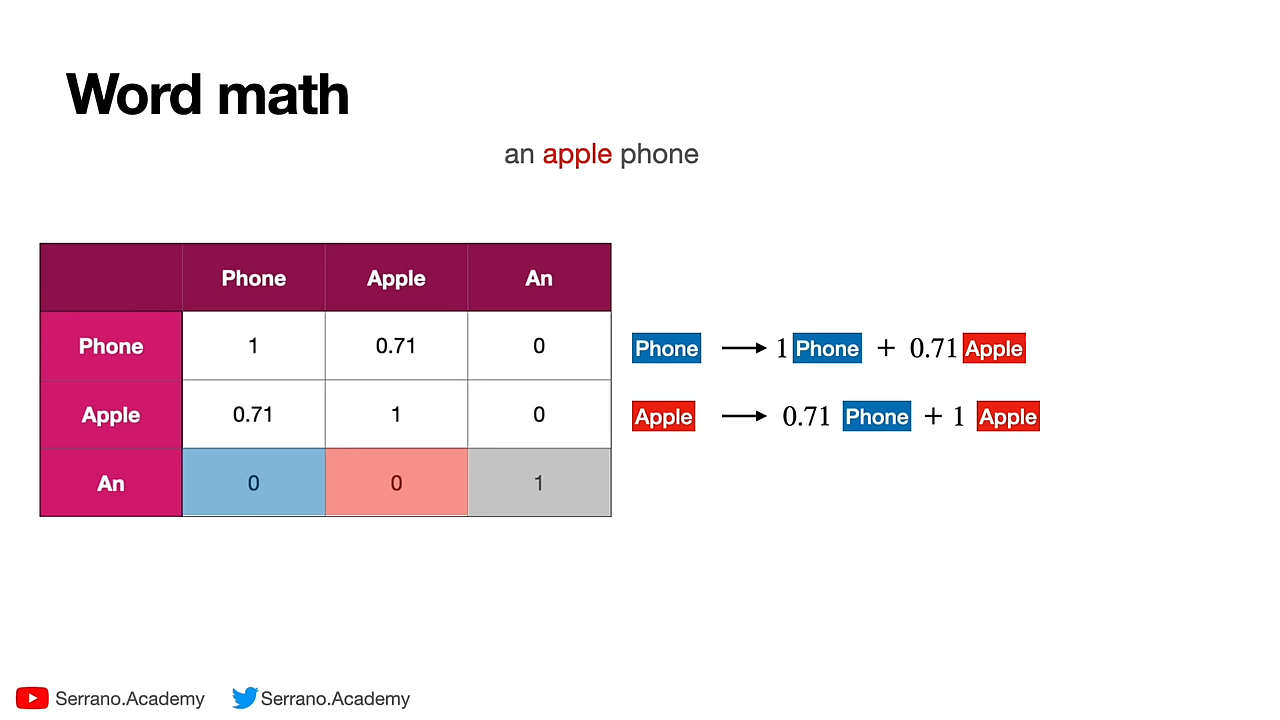 Word math
an apple phone
Phone Apple An
Phone 1 0.71 0
Apple 0.71 1 0
An 0 0 1
Phone ⟶ 1 Phone + 0.71 Apple
Apple ⟶ 0.71 Phone + 1 Apple
Serrano.Academy Serrano.Academy